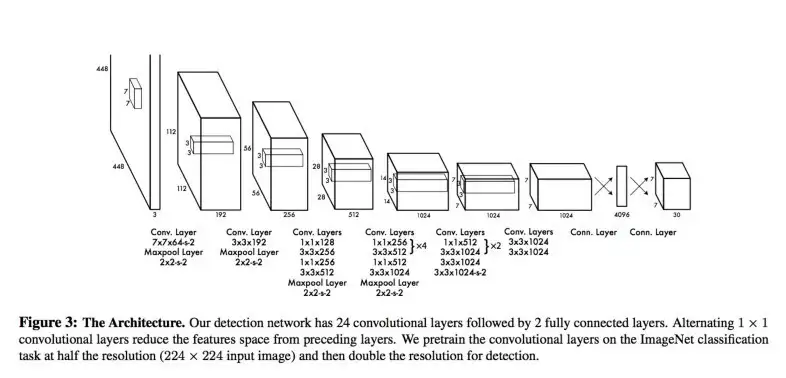 448
7
7
448
3
112
3
3
112
192
56
3
3
56
256
28
3
3
28
512
14
3
3
14
1024
7
3
3
7
1024
7
7
1024
4096
7
7
30
Conv. Layer
7x7x64-s-2
Maxpool Layer
2x2-s-2
Conv. Layer
3x3x192
Maxpool Layer
2x2-s-2
Conv. Layers
1x1x128
3x3x256
1x1x256
3x3x512
Maxpool Layer
2x2-s-2
Conv. Layers
1x1x256
3x3x512 }×4
1x1x512
3x3x1024
Maxpool Layer
2x2-s-2
Conv. Layers
1x1x512
3x3x1024 }×2
3x3x1024
3x3x1024-s-2
Conv. Layers
3x3x1024
3x3x1024
Conn. Layer
Conn. Layer
Figure 3: The Architecture. Our detection network has 24 convolutional layers followed by 2 fully connected layers. Alternating 1 × 1
convolutional layers reduce the features space from preceding layers. We pretrain the convolutional layers on the ImageNet classification
task at half the resolution (224 × 224 input image) and then double the resolution for detection.